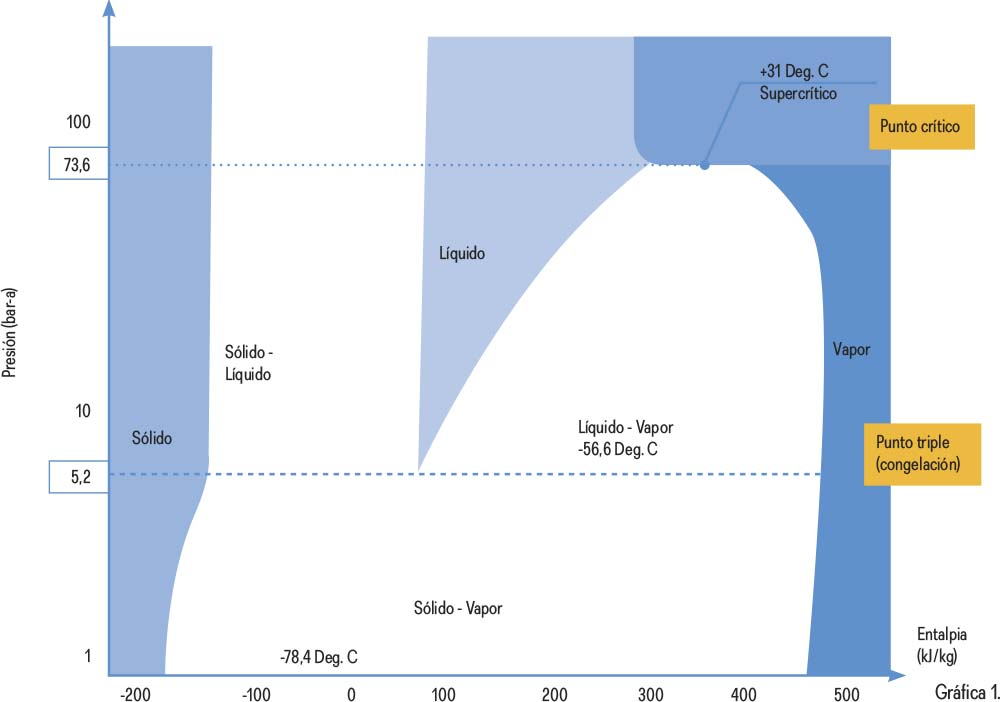 +31 Deg. C
Supercrítico
100
Punto crítico
73,6
Líquido
Presión (bar-a)
Sólido -
Líquido
Vapor
10
Sólido
Líquido - Vapor
-56,6 Deg. C
Punto triple
(congelación)
5,2
Sólido - Vapor
Entalpia
(kJ/kg)
1
-78,4 Deg. C
-200 -100 0 100 200 300 400 500
Gráfica 1.